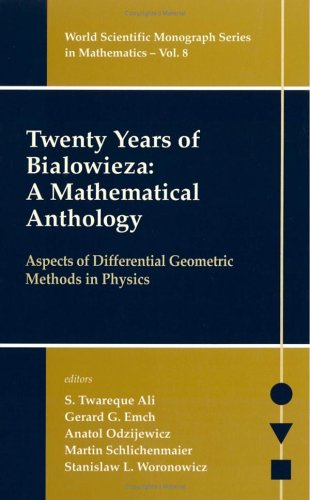 World Scientific Monograph Series
in Mathematics – Vol. 8
Twenty Years of
Bialowieza:
A Mathematical
Anthology
Aspects of Differential Geometric
Methods in Physics
editors
S. Twareque Ali
Gerard G. Emch
Anatol Odzijewicz
Martin Schlichenmaier
Stanislaw L. Woronowicz